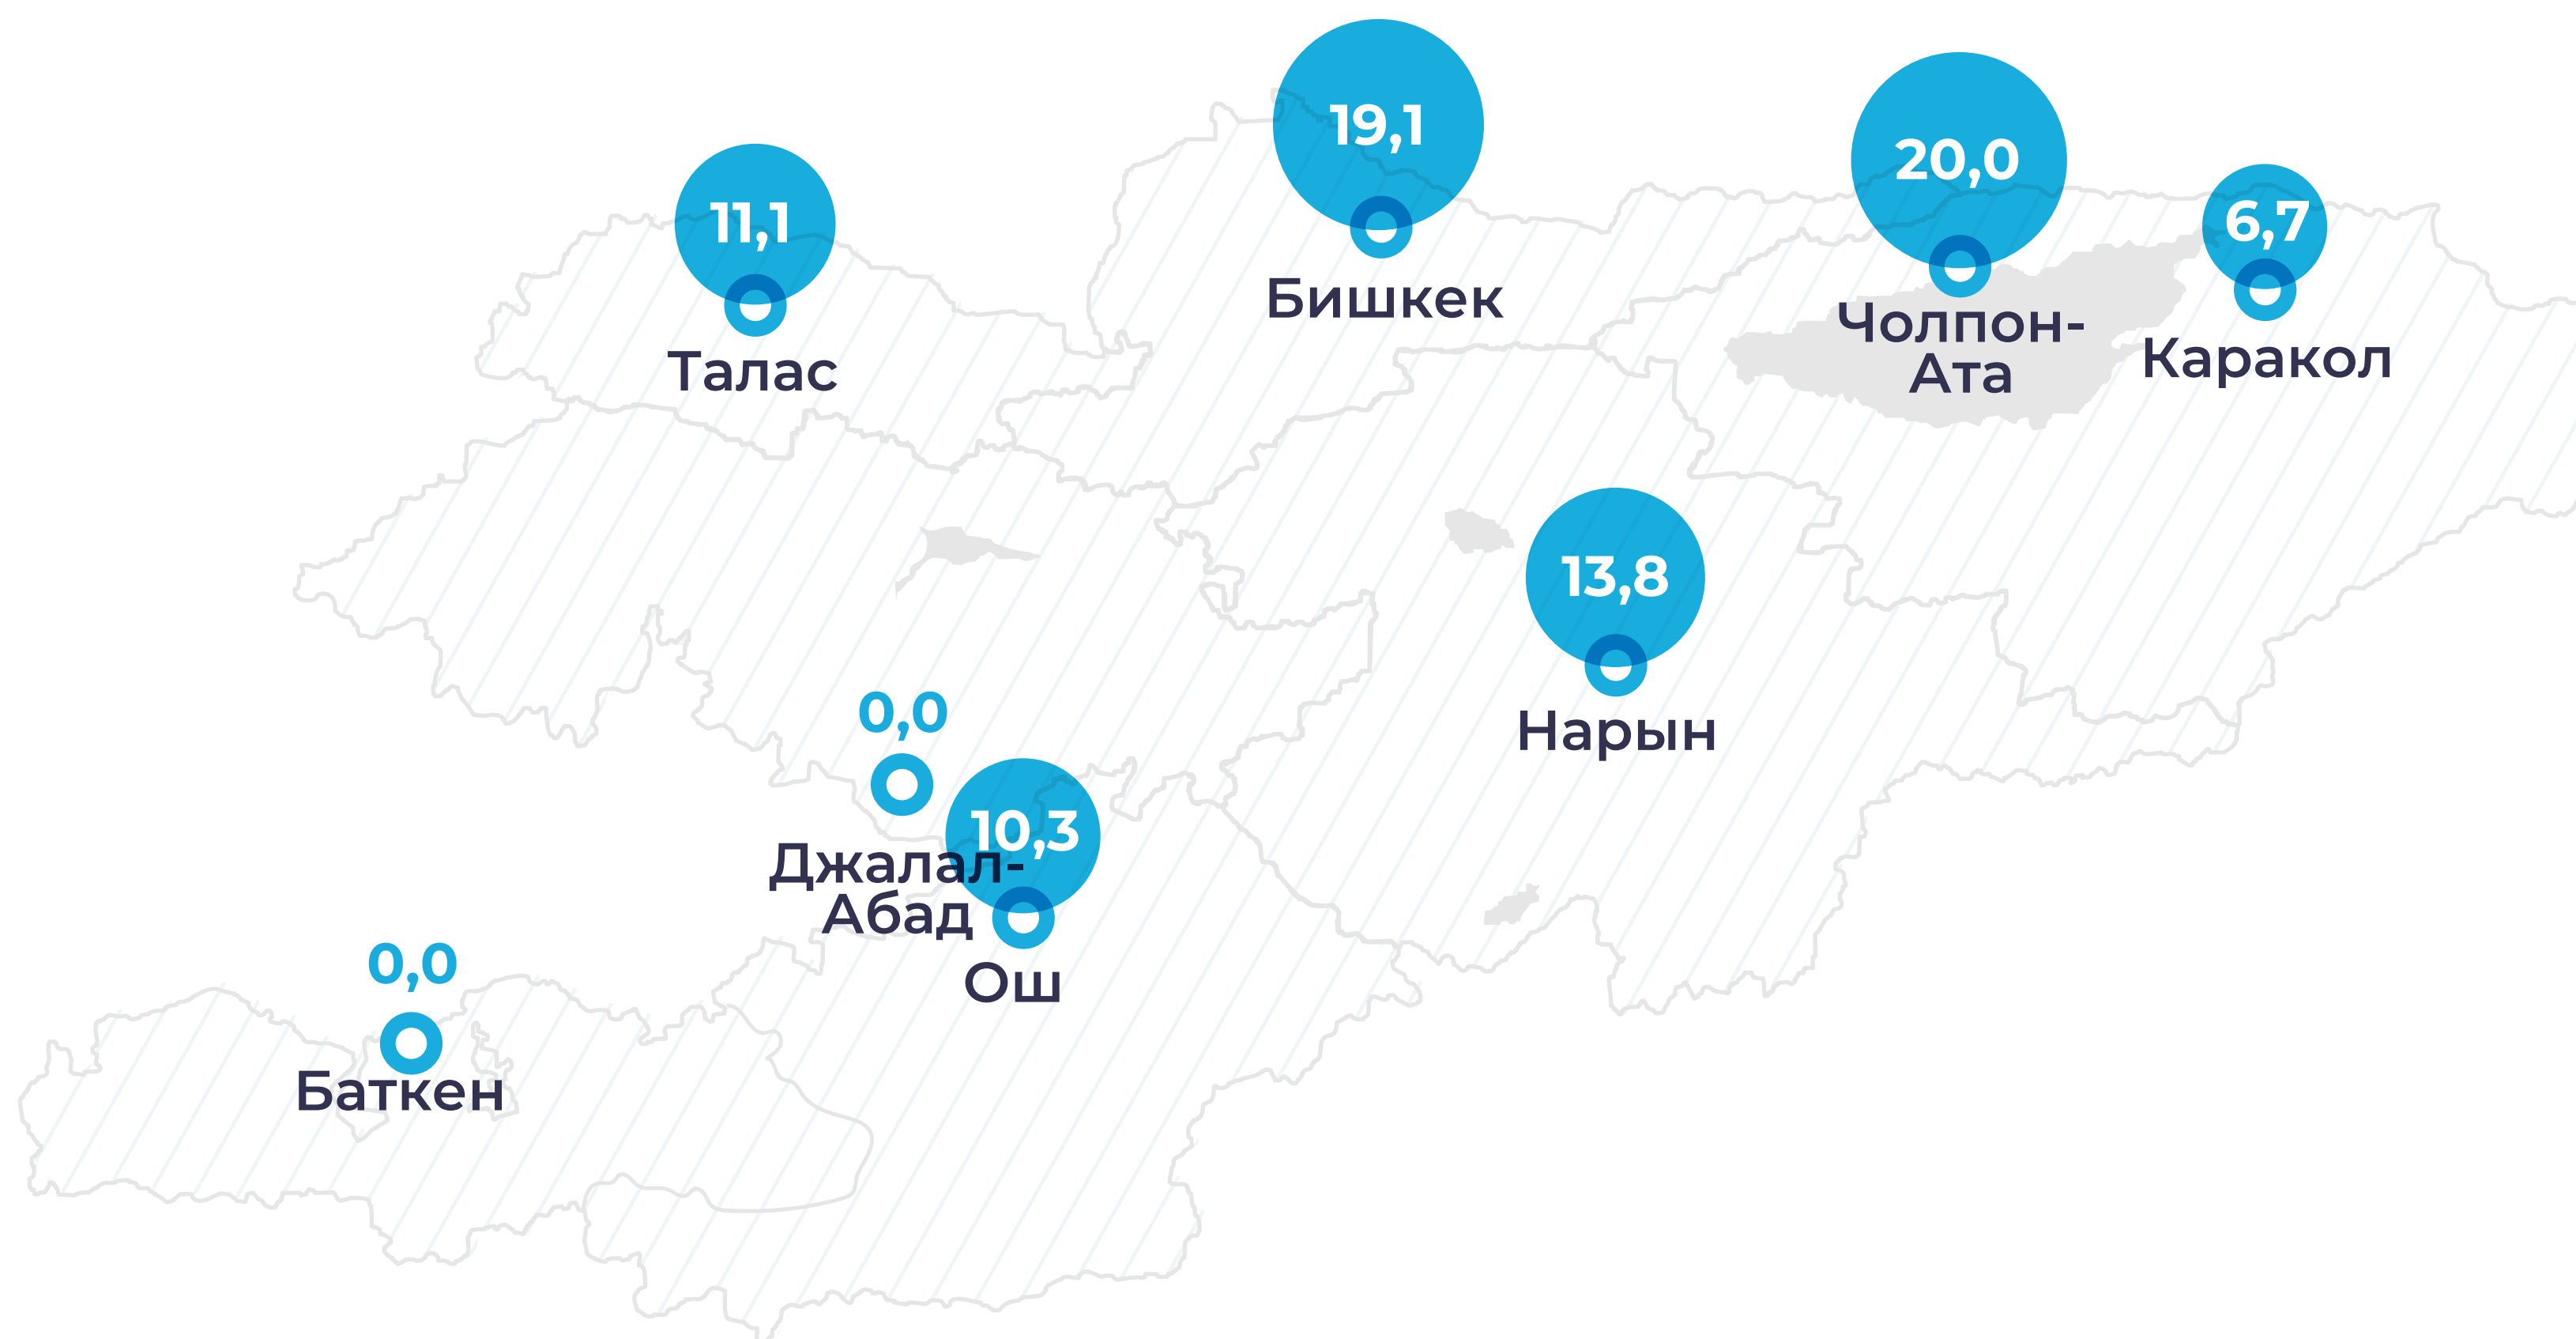 19,1
Бишкек
20,0
Чолпон-
Ата
6,7
Каракол
11,1
Талас
13,8
Нарын
0,0
Джалал-
Абад
10,3
Ош
0,0
Баткен